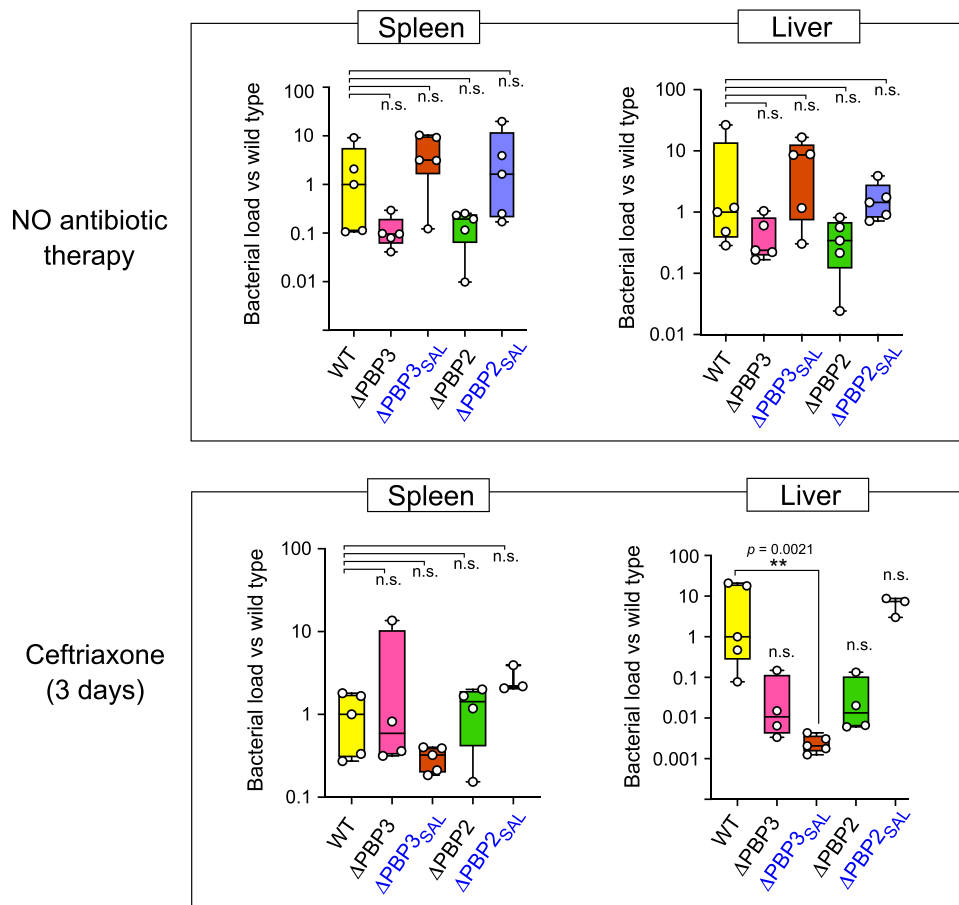 Spleen
Liver
NO antibiotic
therapy
Bacterial load vs wild type
100
10
1
0.1
0.01
n.s.
n.s.
n.s.
n.s.
WT
ΔPBP3
ΔPBP3SAL
ΔPBP2
ΔPBP2SAL
Bacterial load vs wild type
100
10
1
0.1
0.01
n.s.
n.s.
n.s.
n.s.
WT
ΔPBP3
ΔPBP3SAL
ΔPBP2
ΔPBP2SAL
Spleen
Liver
Ceftriaxone
(3 days)
Bacterial load vs wild type
100
10
1
0.1
n.s.
n.s.
n.s.
n.s.
WT
ΔPBP3
ΔPBP3SAL
ΔPBP2
ΔPBP2SAL
Bacterial load vs wild type
100
10
1
0.1
0.01
0.001
p = 0.0021
**
n.s.
n.s.
n.s.
WT
ΔPBP3
ΔPBP3SAL
ΔPBP2
ΔPBP2SAL